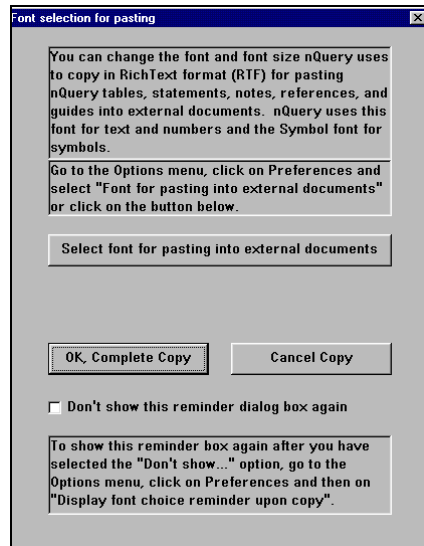 Font selection for pasting
You can change the font and font size nQuery uses
to copy in RichText format (RTF) for pasting
nQuery tables, statements, notes, references, and
guides into external documents. nQuery uses this
font for text and numbers and the Symbol font for
symbols.
Go to the Options menu, click on Preferences and
select "Font for pasting into external documents"
or click on the button below.
Select font for pasting into external documents
OK, Complete Copy
Cancel Copy
Don't show this reminder dialog box again
To show this reminder box again after you have
selected the "Don't show..." option, go to the
Options menu, click on Preferences and then on
"Display font choice reminder upon copy".